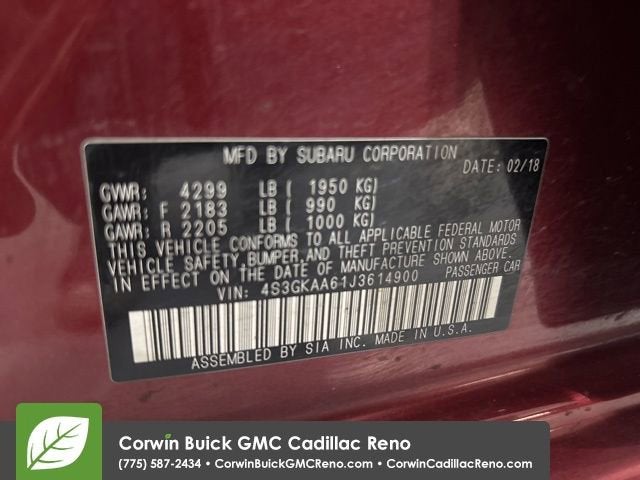 MFD BY SUBARU CORPORATION
DATE: 02/18
GVWR: 4299 LB ( 1950 KG)
GAWR: F 2183 LB ( 990 KG)
GAWR: R 2205 LB ( 1000 KG)
THIS VEHICLE CONFORMS TO ALL APPLICABLE FEDERAL MOTOR
VEHICLE SAFETY, BUMPER, AND THEFT PREVENTION STANDARDS
IN EFFECT ON THE DATE OF MANUFACTURE SHOWN ABOVE.
VIN: 4S3GKAA61J3614900 PASSENGER CAR
ASSEMBLED BY SIA INC. MADE IN U.S.A.
Corwin Buick GMC Cadillac Reno
(775) 587-2434 • CorwinBuickGMCReno.com • CorwinCadillacReno.com